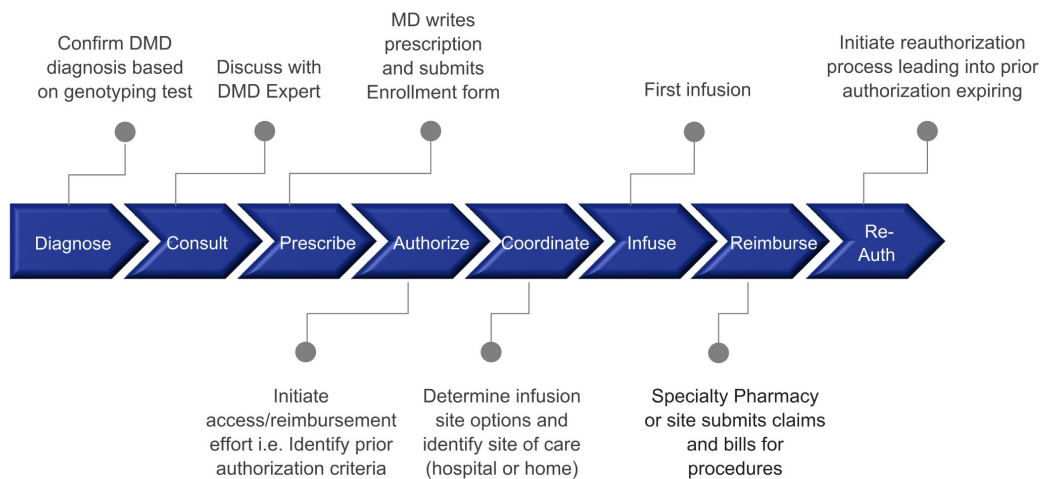 Confirm DMD
diagnosis based
on genotyping test
Discuss with
DMD Expert
MD writes
prescription
and submits
Enrollment form
First infusion
Initiate reauthorization
process leading into prior
authorization expiring
Diagnose
Consult
Prescribe
Authorize
Coordinate
Infuse
Reimburse
Re-
Auth
Initiate
access/reimbursement
effort i.e. Identify prior
authorization criteria
Determine infusion
site options and
identify site of care
(hospital or home)
Specialty Pharmacy
or site submits claims
and bills for
procedures